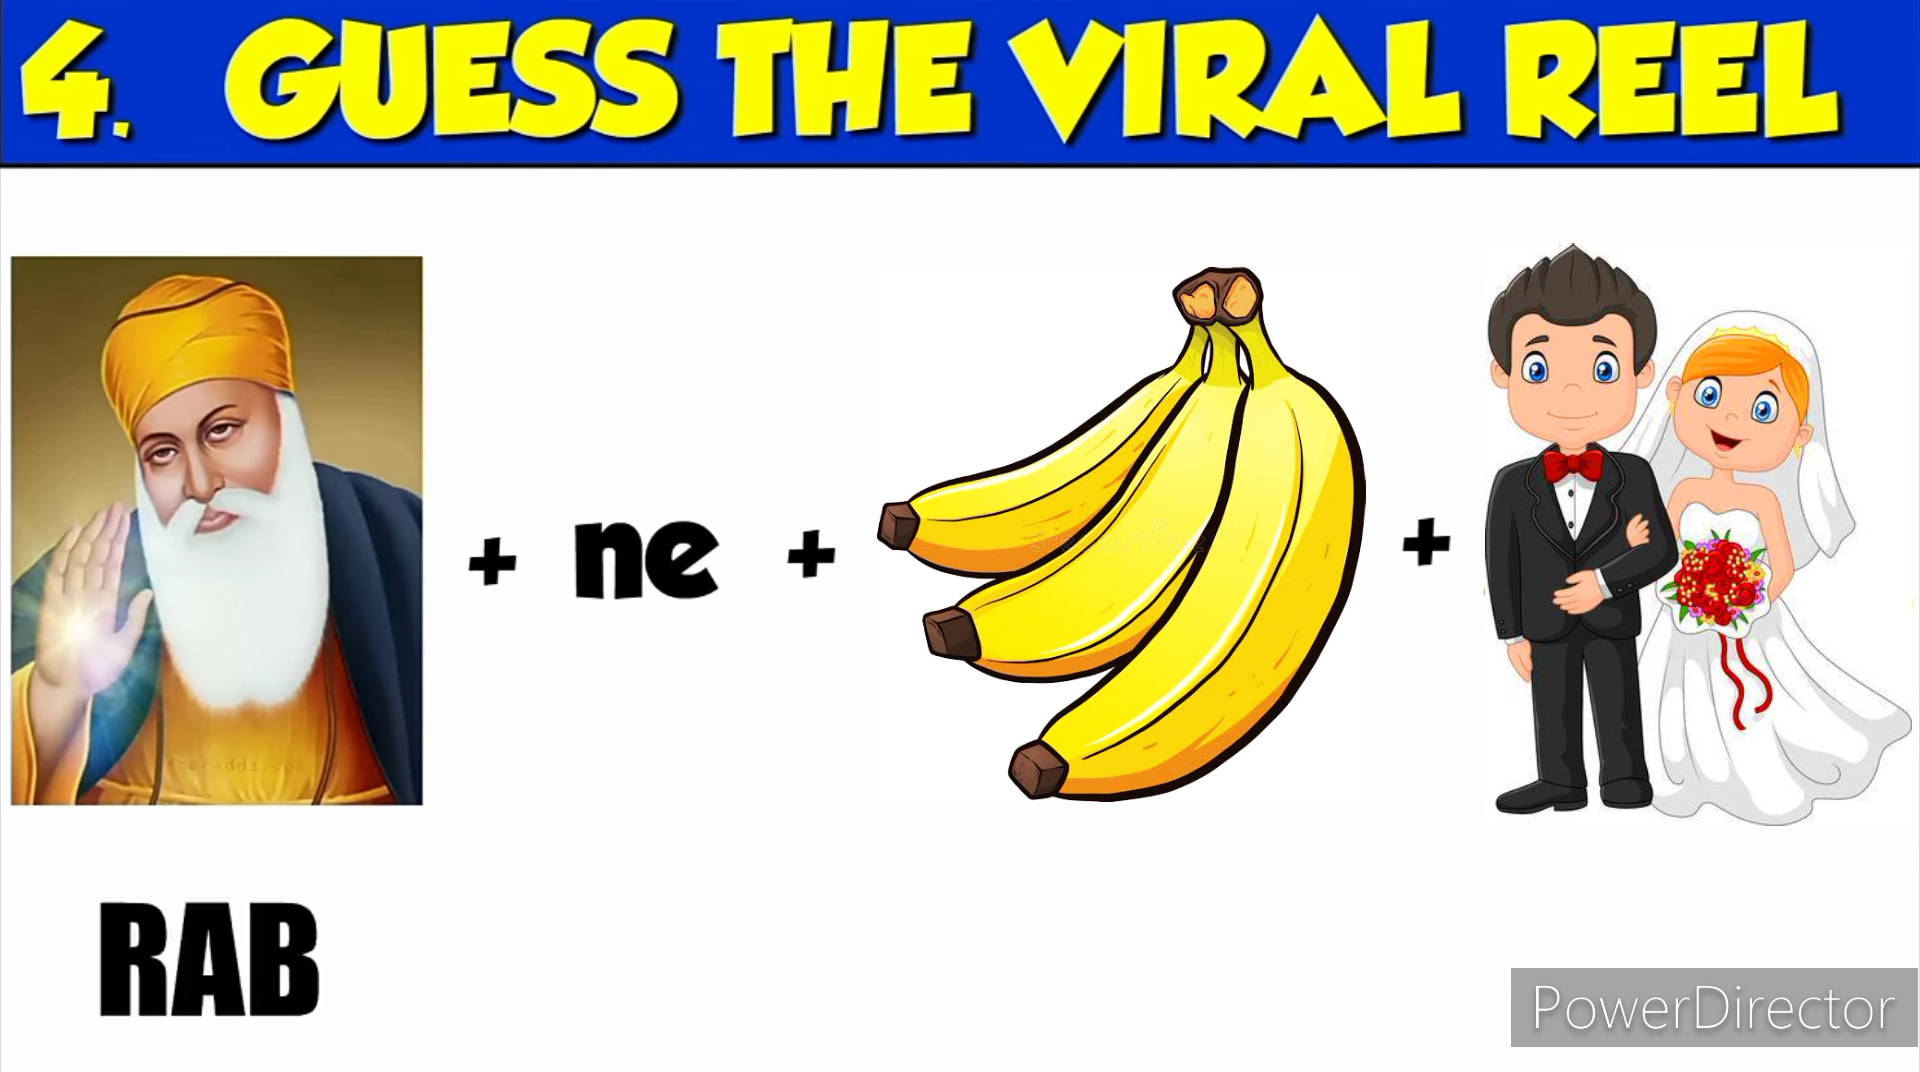 4. GUESS THE VIRAL REEL
+ ne + +
RAB
PowerDirector